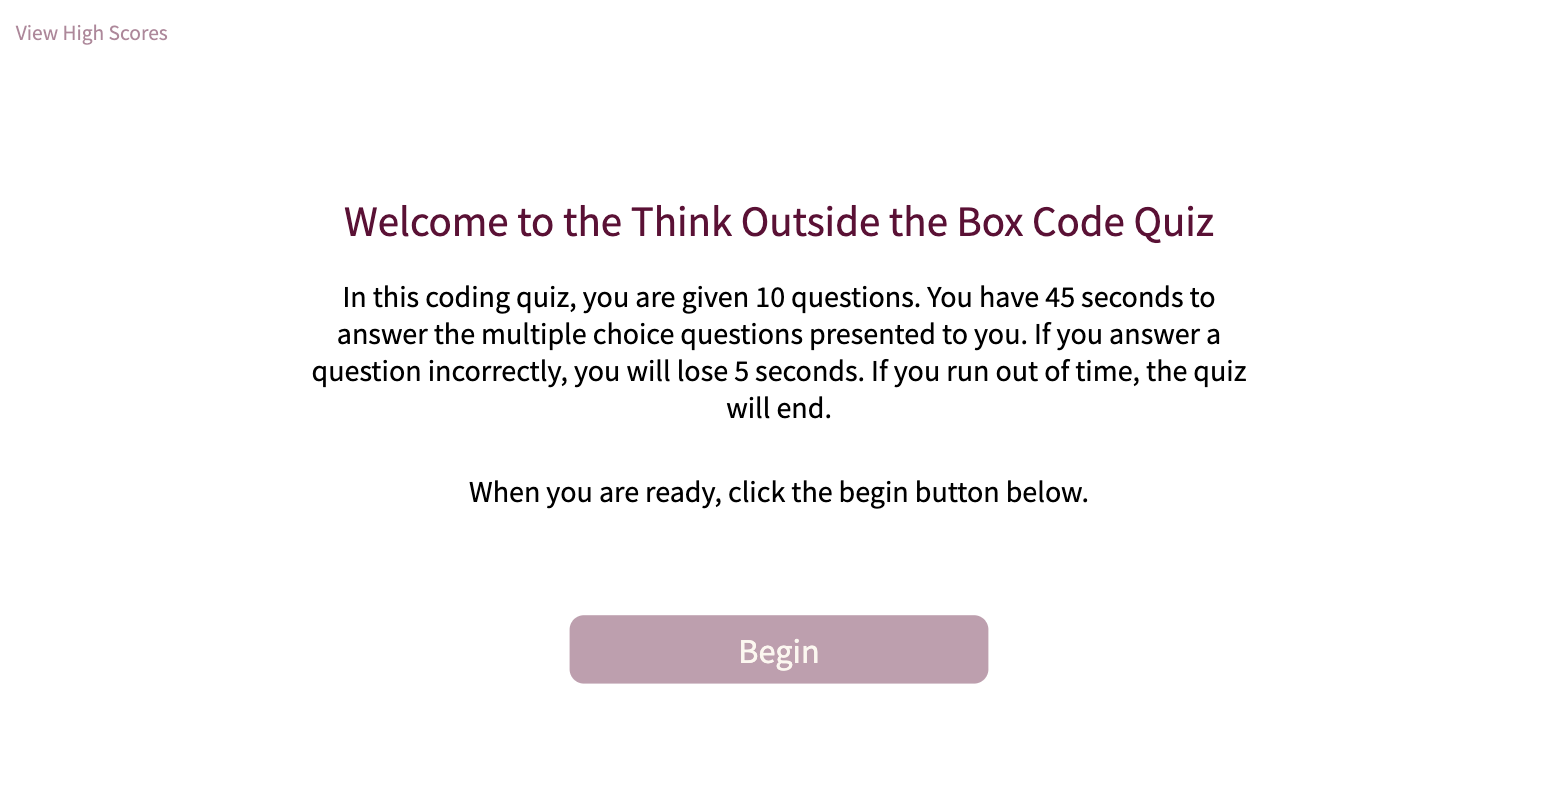 View High Scores
Welcome to the Think Outside the Box Code Quiz
In this coding quiz, you are given 10 questions. You have 45 seconds to
answer the multiple choice questions presented to you. If you answer a
question incorrectly, you will lose 5 seconds. If you run out of time, the quiz
will end.
When you are ready, click the begin button below.
Begin